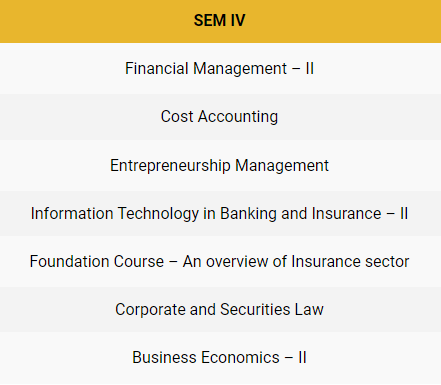 SEM IV
Financial Management – II
Cost Accounting
Entrepreneurship Management
Information Technology in Banking and Insurance – II
Foundation Course – An overview of Insurance sector
Corporate and Securities Law
Business Economics – II